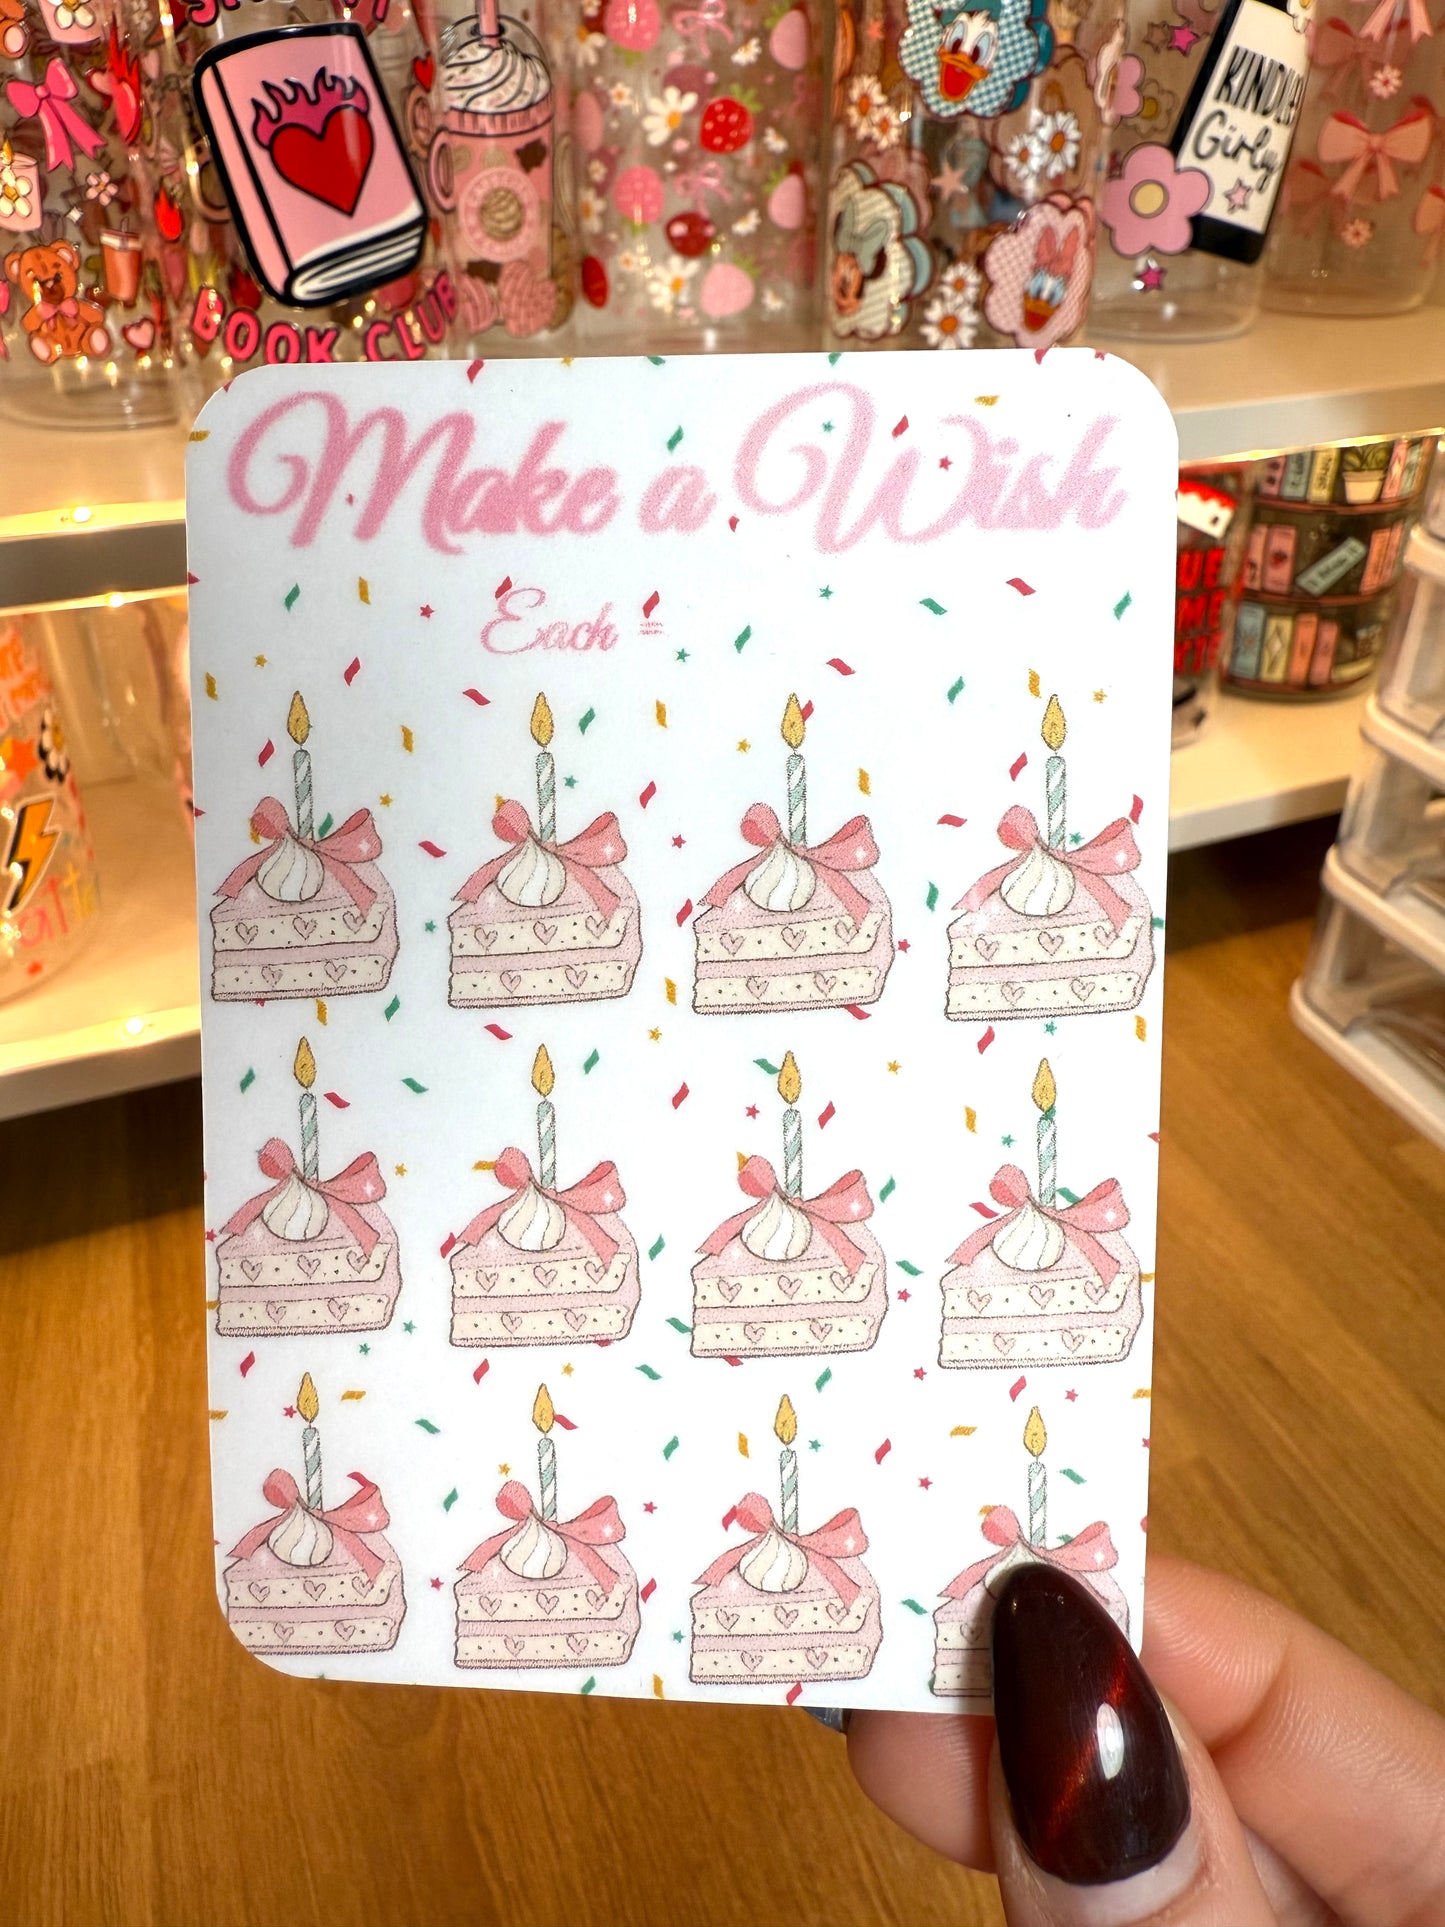 BOOK CLUB
KINDLE
Girly
Make a Wish
Each =